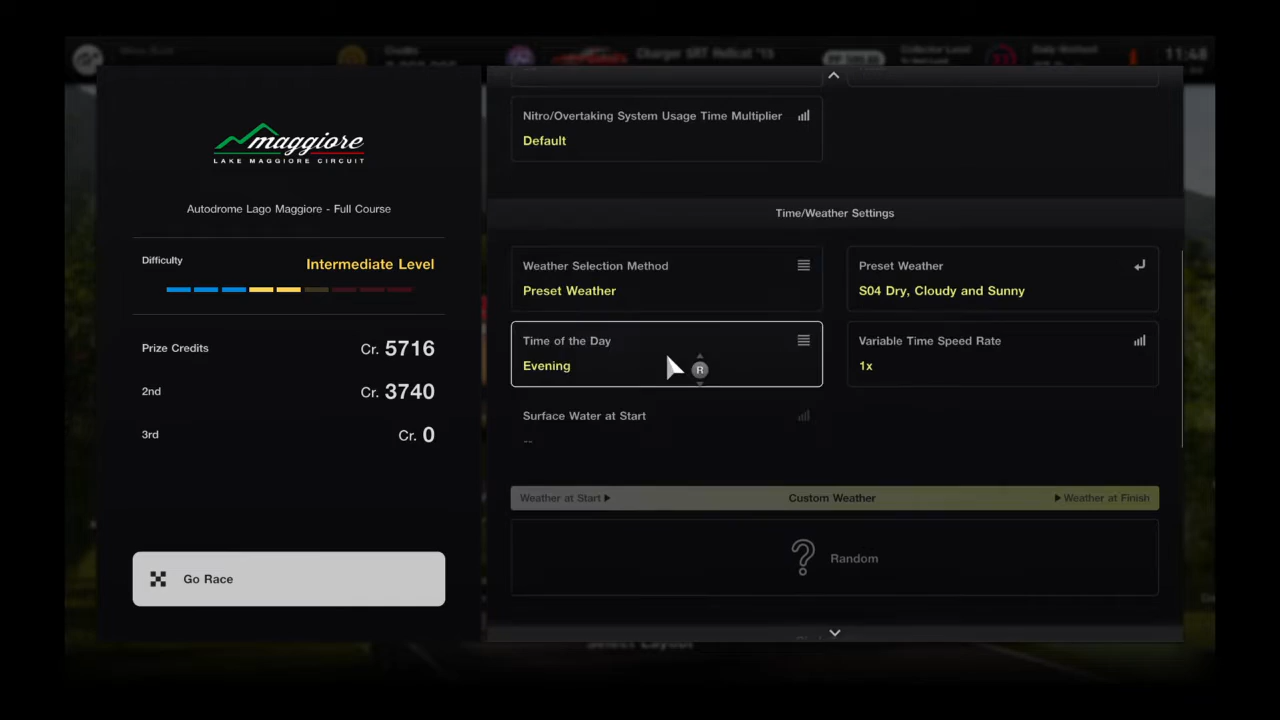 Charger SRT Hellcat '15
11:48
maggiore
LAKE MAGGIORE CIRCUIT
Autodrome Lago Maggiore - Full Course
Difficulty
Intermediate Level
Prize Credits
Cr. 5716
2nd
Cr. 3740
3rd
Cr. 0
Go Race
Nitro/Overtaking System Usage Time Multiplier
Default
Time/Weather Settings
Weather Selection Method
Preset Weather
Preset Weather
S04 Dry, Cloudy and Sunny
Time of the Day
Evening
R
Variable Time Speed Rate
1x
Surface Water at Start
--
Weather at Start
Custom Weather
Weather at Finish
? Random
Select Layout